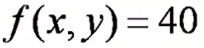 f(x, y) = 40